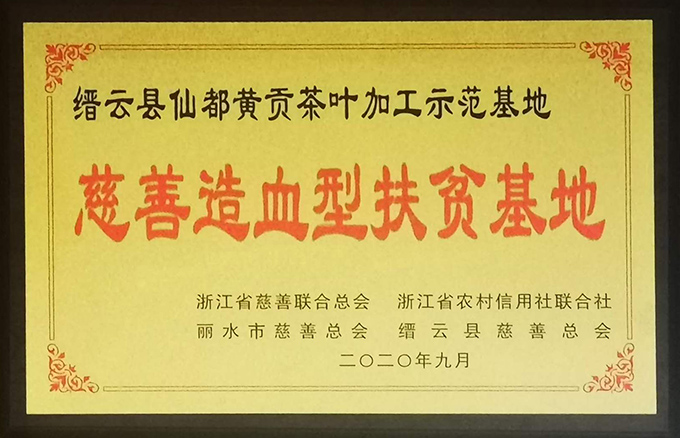 缙云县仙都黄贡茶叶加工示范基地
慈善造血型扶贫基地
浙江省慈善联合总会 浙江省农村信用社联合社
丽水市慈善总会 缙云县慈善总会
二〇二〇年九月